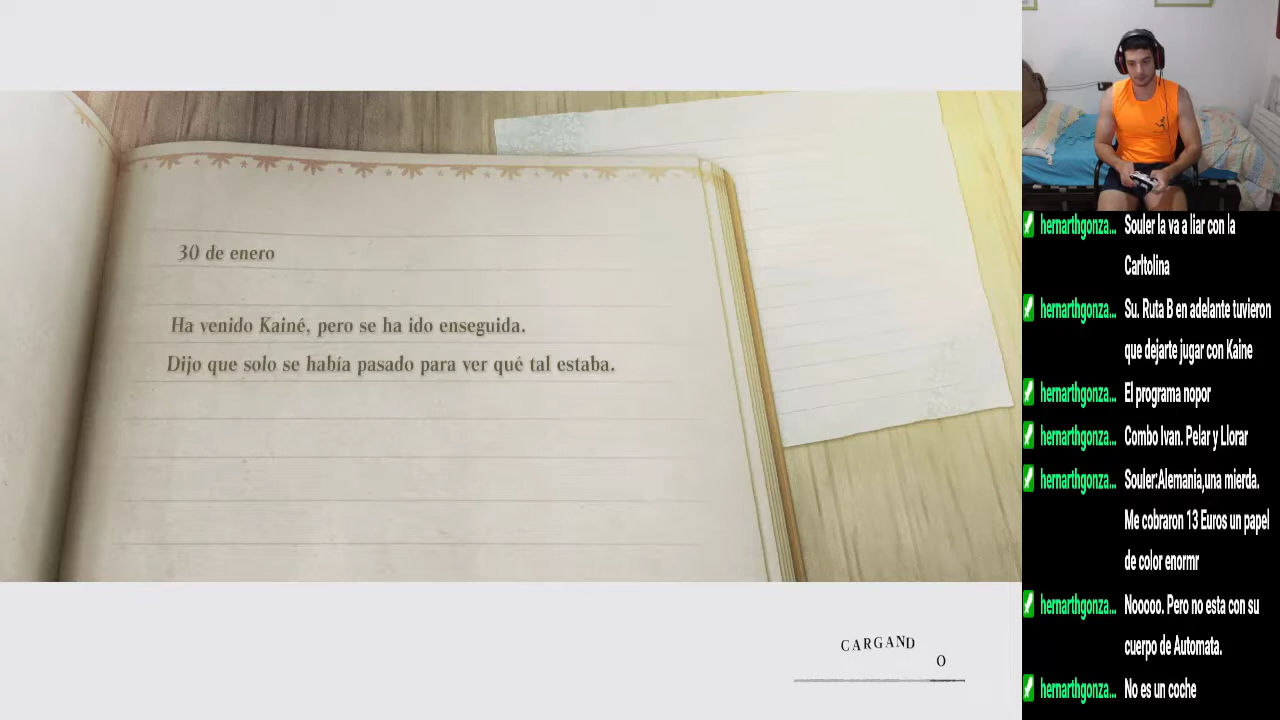 30 de enero
Ha venido Kainé, pero se ha ido enseguida.
Dijo que solo se había pasado para ver qué tal estaba.
CARGANDO
hernarthgonza... Souler la va a liar con la
Carltolina
hernarthgonza... Su. Ruta B en adelante tuvieron
que dejarte jugar con Kaine
hernarthgonza... El programa nopor
hernarthgonza... Combo Ivan. Pelar y Llorar
hernarthgonza... Souler:Alemania,una mierda.
Me cobraron 13 Euros un papel
de color enormr
hernarthgonza... Nooooo. Pero no esta con su
cuerpo de Automata.
hernarthgonza... No es un coche